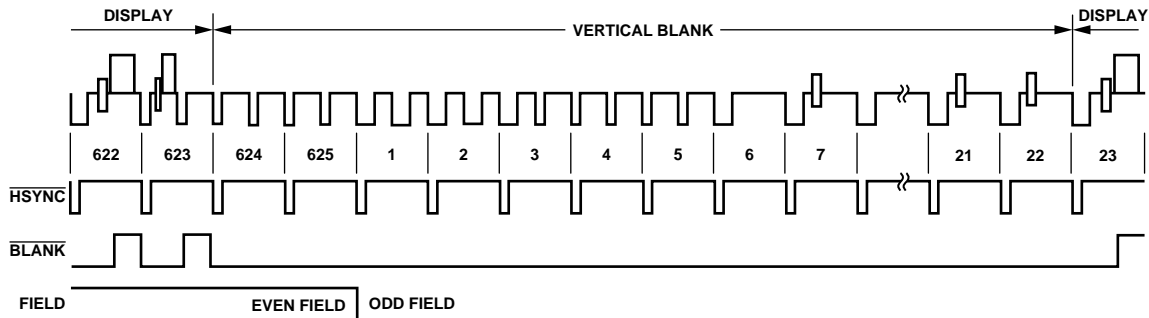 DISPLAY VERTICAL BLANK DISPLAY
622 623 624 625 1 2 3 4 5 6 7 21 22 23
HSYNC
BLANK
FIELD EVEN FIELD ODD FIELD